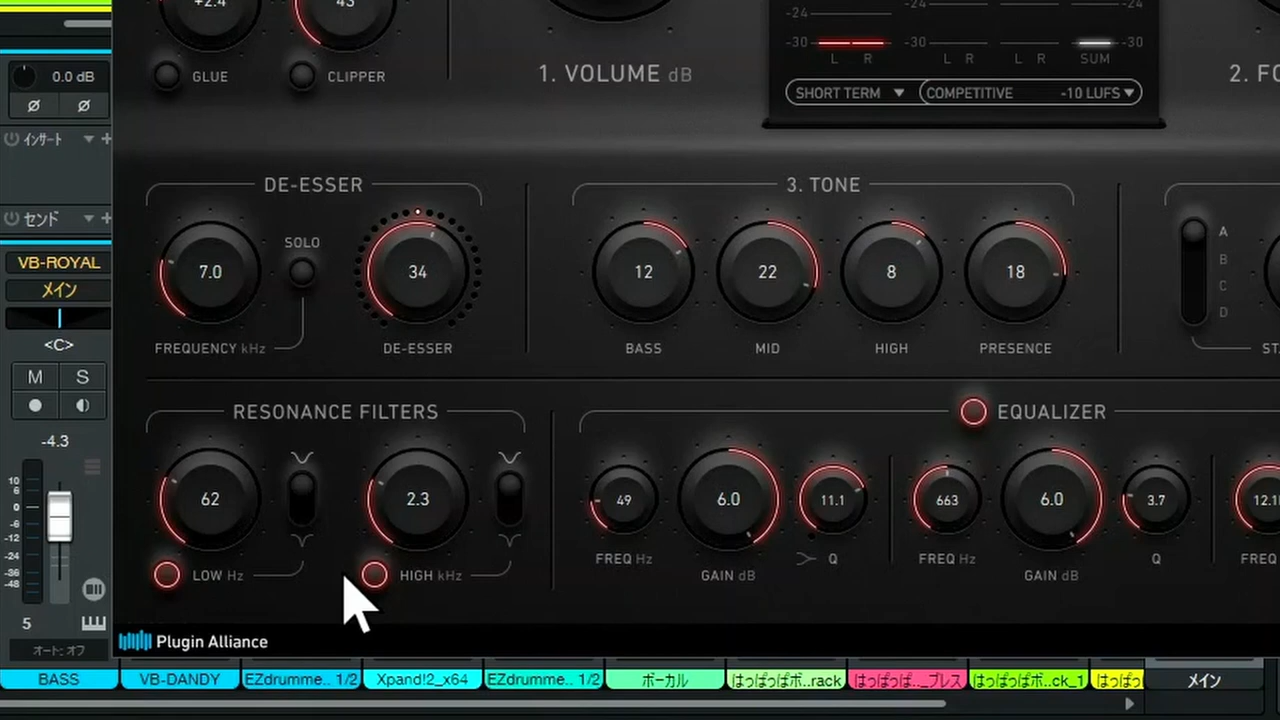 +2.4
43
GLUE
CLIPPER
1. VOLUME dB
-24
-24
-24
-30
-30
-30
L R
L R
L R
SUM
SHORT TERM
COMPETITIVE -10 LUFS
0.0 dB
ø ø
インサート
センド
VB-ROYAL
メイン
<C>
M S
-4.3
10
6
0
-6
-12
-24
-36
-48
5
オート: オフ
DE-ESSER
7.0
SOLO
34
FREQUENCY kHz
DE-ESSER
3. TONE
12
22
8
18
BASS
MID
HIGH
PRESENCE
A
B
C
D
RESONANCE FILTERS
62
2.3
LOW Hz
HIGH kHz
EQUALIZER
49
6.0
11.1
663
6.0
3.7
FREQ Hz
GAIN dB
Q
FREQ Hz
GAIN dB
Q
FREQ
Plugin Alliance
BASS
VB-DANDY
EZdrumme.. 1/2
Xpand!2_x64
EZdrumme.. 1/2
ボーカル
はっぱっぱボ..rack
はっぱっぱ.._ブレス
はっぱっぱボ..ck_1
はっぱっ
メイン